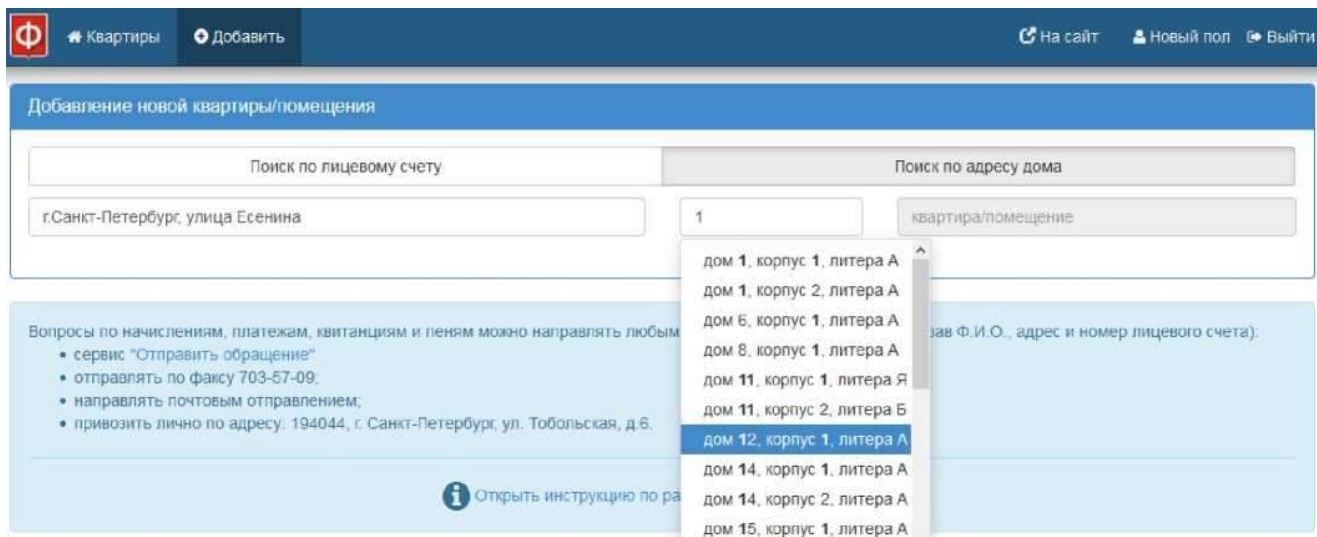 Ф Квартиры Добавить На сайт Новый пол Выйти
Добавление новой квартиры/помещения
Поиск по лицевому счету Поиск по адресу дома
г.Санкт-Петербург, улица Есенина 1 квартира/помещение
дом 1, корпус 1, литера А
дом 1, корпус 2, литера А
дом 6, корпус 1, литера А
дом 8, корпус 1, литера А
дом 11, корпус 1, литера Я
дом 11, корпус 2, литера Б
дом 12, корпус 1, литера А
дом 14, корпус 1, литера А
дом 14, корпус 2, литера А
дом 15, корпус 1, литера А
Вопросы по начислениям, платежам, квитанциям и пеням можно направлять любым Ф.И.О., адрес и номер лицевого счета):
• сервис "Отправить обращение"
• отправлять по факсу 703-57-09;
• направлять почтовым отправлением;
• привозить лично по адресу: 194044, г. Санкт-Петербург, ул. Тобольская, д.6.
Открыть инструкцию по